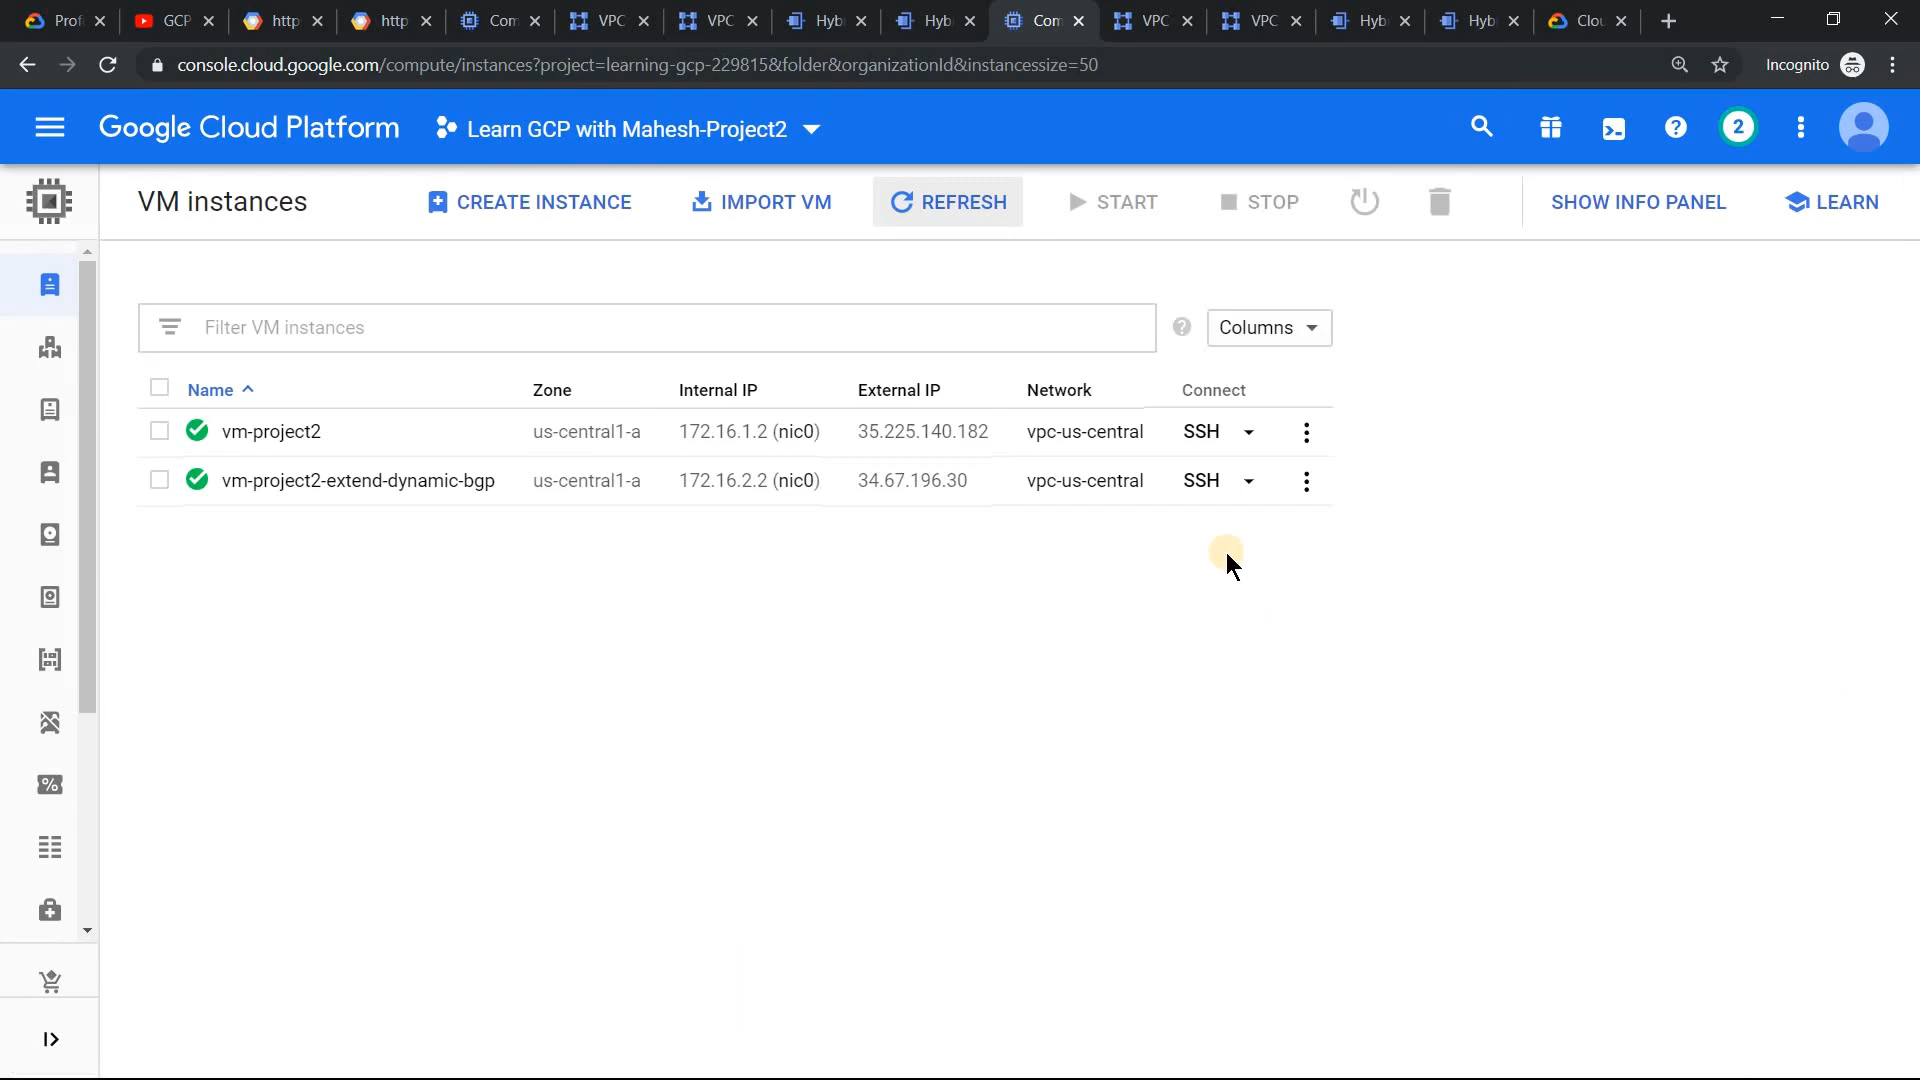 Prof GCP http http Com VPC VPC Hyb Hyb Com VPC VPC Hyb Hyb Clou
console.cloud.google.com/compute/instances?project=learning-gcp-229815&folder&organizationId&instancessize=50 Incognito
Google Cloud Platform Learn GCP with Mahesh-Project2 2
VM instances CREATE INSTANCE IMPORT VM REFRESH START STOP SHOW INFO PANEL LEARN
Filter VM instances Columns
Name Zone Internal IP External IP Network Connect
vm-project2 us-central1-a 172.16.1.2 (nic0) 35.225.140.182 vpc-us-central SSH
vm-project2-extend-dynamic-bgp us-central1-a 172.16.2.2 (nic0) 34.67.196.30 vpc-us-central SSH